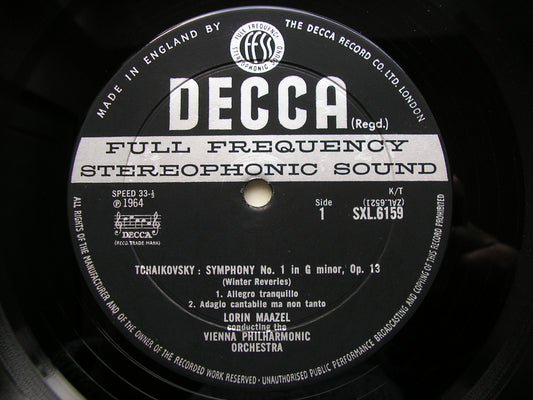 MADE IN ENGLAND BY
FULL FREQUENCY
FFSS
STEREOPHONIC SOUND
THE DECCA RECORD CO. LTD. LONDON
DECCA (Regd.)
FULL FREQUENCY
STEREOPHONIC SOUND
SPEED 33-⅓
K/T
℗ 1964
(ZAL.6521)
Side
1
SXL.6159
DECCA
(RECO. TRADE MARK)
TCHAIKOVSKY : SYMPHONY No. 1 in G minor, Op. 13
(Winter Reveries)
1. Allegro tranquillo
2. Adagio cantabile ma non tanto
LORIN MAAZEL
conducting the
VIENNA PHILHARMONIC
ORCHESTRA
ALL RIGHTS OF THE MANUFACTURER AND OF THE OWNER OF THE RECORDED WORK RESERVED · UNAUTHORISED PUBLIC PERFORMANCE BROADCASTING AND COPYING OF THIS RECORD PROHIBITED